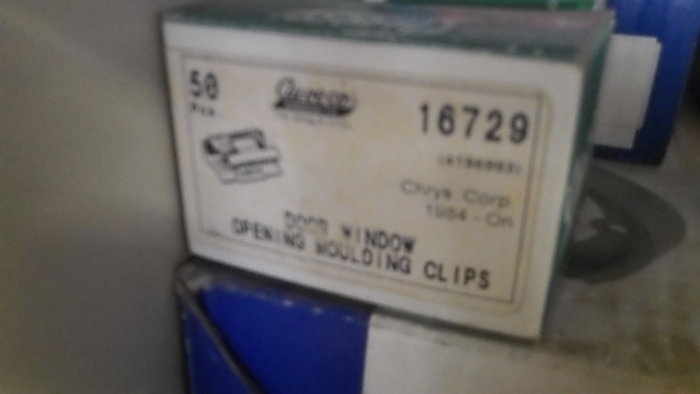 50
Pcs.
16729
Chrys. Corp.
1984 - On
DOOR WINDOW
OPENING MOULDING CLIPS